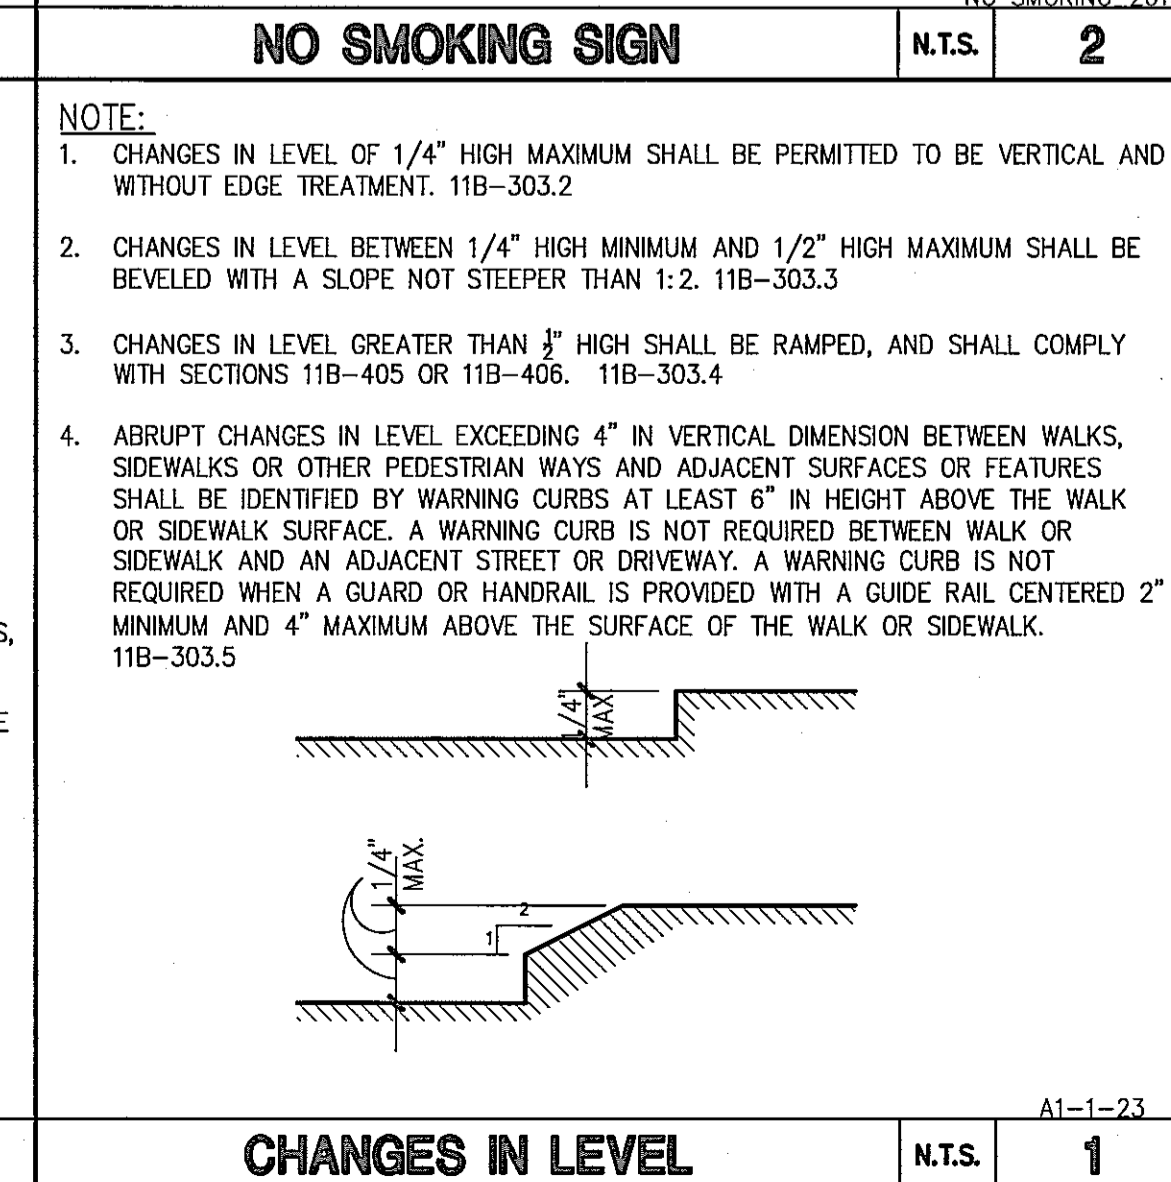 NO SMOKING SIGN N.T.S. 2
NOTE:
1. CHANGES IN LEVEL OF 1/4" HIGH MAXIMUM SHALL BE PERMITTED TO BE VERTICAL AND
WITHOUT EDGE TREATMENT. 11B-303.2
2. CHANGES IN LEVEL BETWEEN 1/4" HIGH MINIMUM AND 1/2" HIGH MAXIMUM SHALL BE
BEVELED WITH A SLOPE NOT STEEPER THAN 1:2. 11B-303.3
3. CHANGES IN LEVEL GREATER THAN ½" HIGH SHALL BE RAMPED, AND SHALL COMPLY
WITH SECTIONS 11B-405 OR 11B-406. 11B-303.4
4. ABRUPT CHANGES IN LEVEL EXCEEDING 4" IN VERTICAL DIMENSION BETWEEN WALKS,
SIDEWALKS OR OTHER PEDESTRIAN WAYS AND ADJACENT SURFACES OR FEATURES
SHALL BE IDENTIFIED BY WARNING CURBS AT LEAST 6" IN HEIGHT ABOVE THE WALK
OR SIDEWALK SURFACE. A WARNING CURB IS NOT REQUIRED BETWEEN WALK OR
SIDEWALK AND AN ADJACENT STREET OR DRIVEWAY. A WARNING CURB IS NOT
REQUIRED WHEN A GUARD OR HANDRAIL IS PROVIDED WITH A GUIDE RAIL CENTERED 2"
MINIMUM AND 4" MAXIMUM ABOVE THE SURFACE OF THE WALK OR SIDEWALK.
11B-303.5
1/4"
MAX
1/4"
MAX.
2
1
A1-1-23
CHANGES IN LEVEL N.T.S. 1